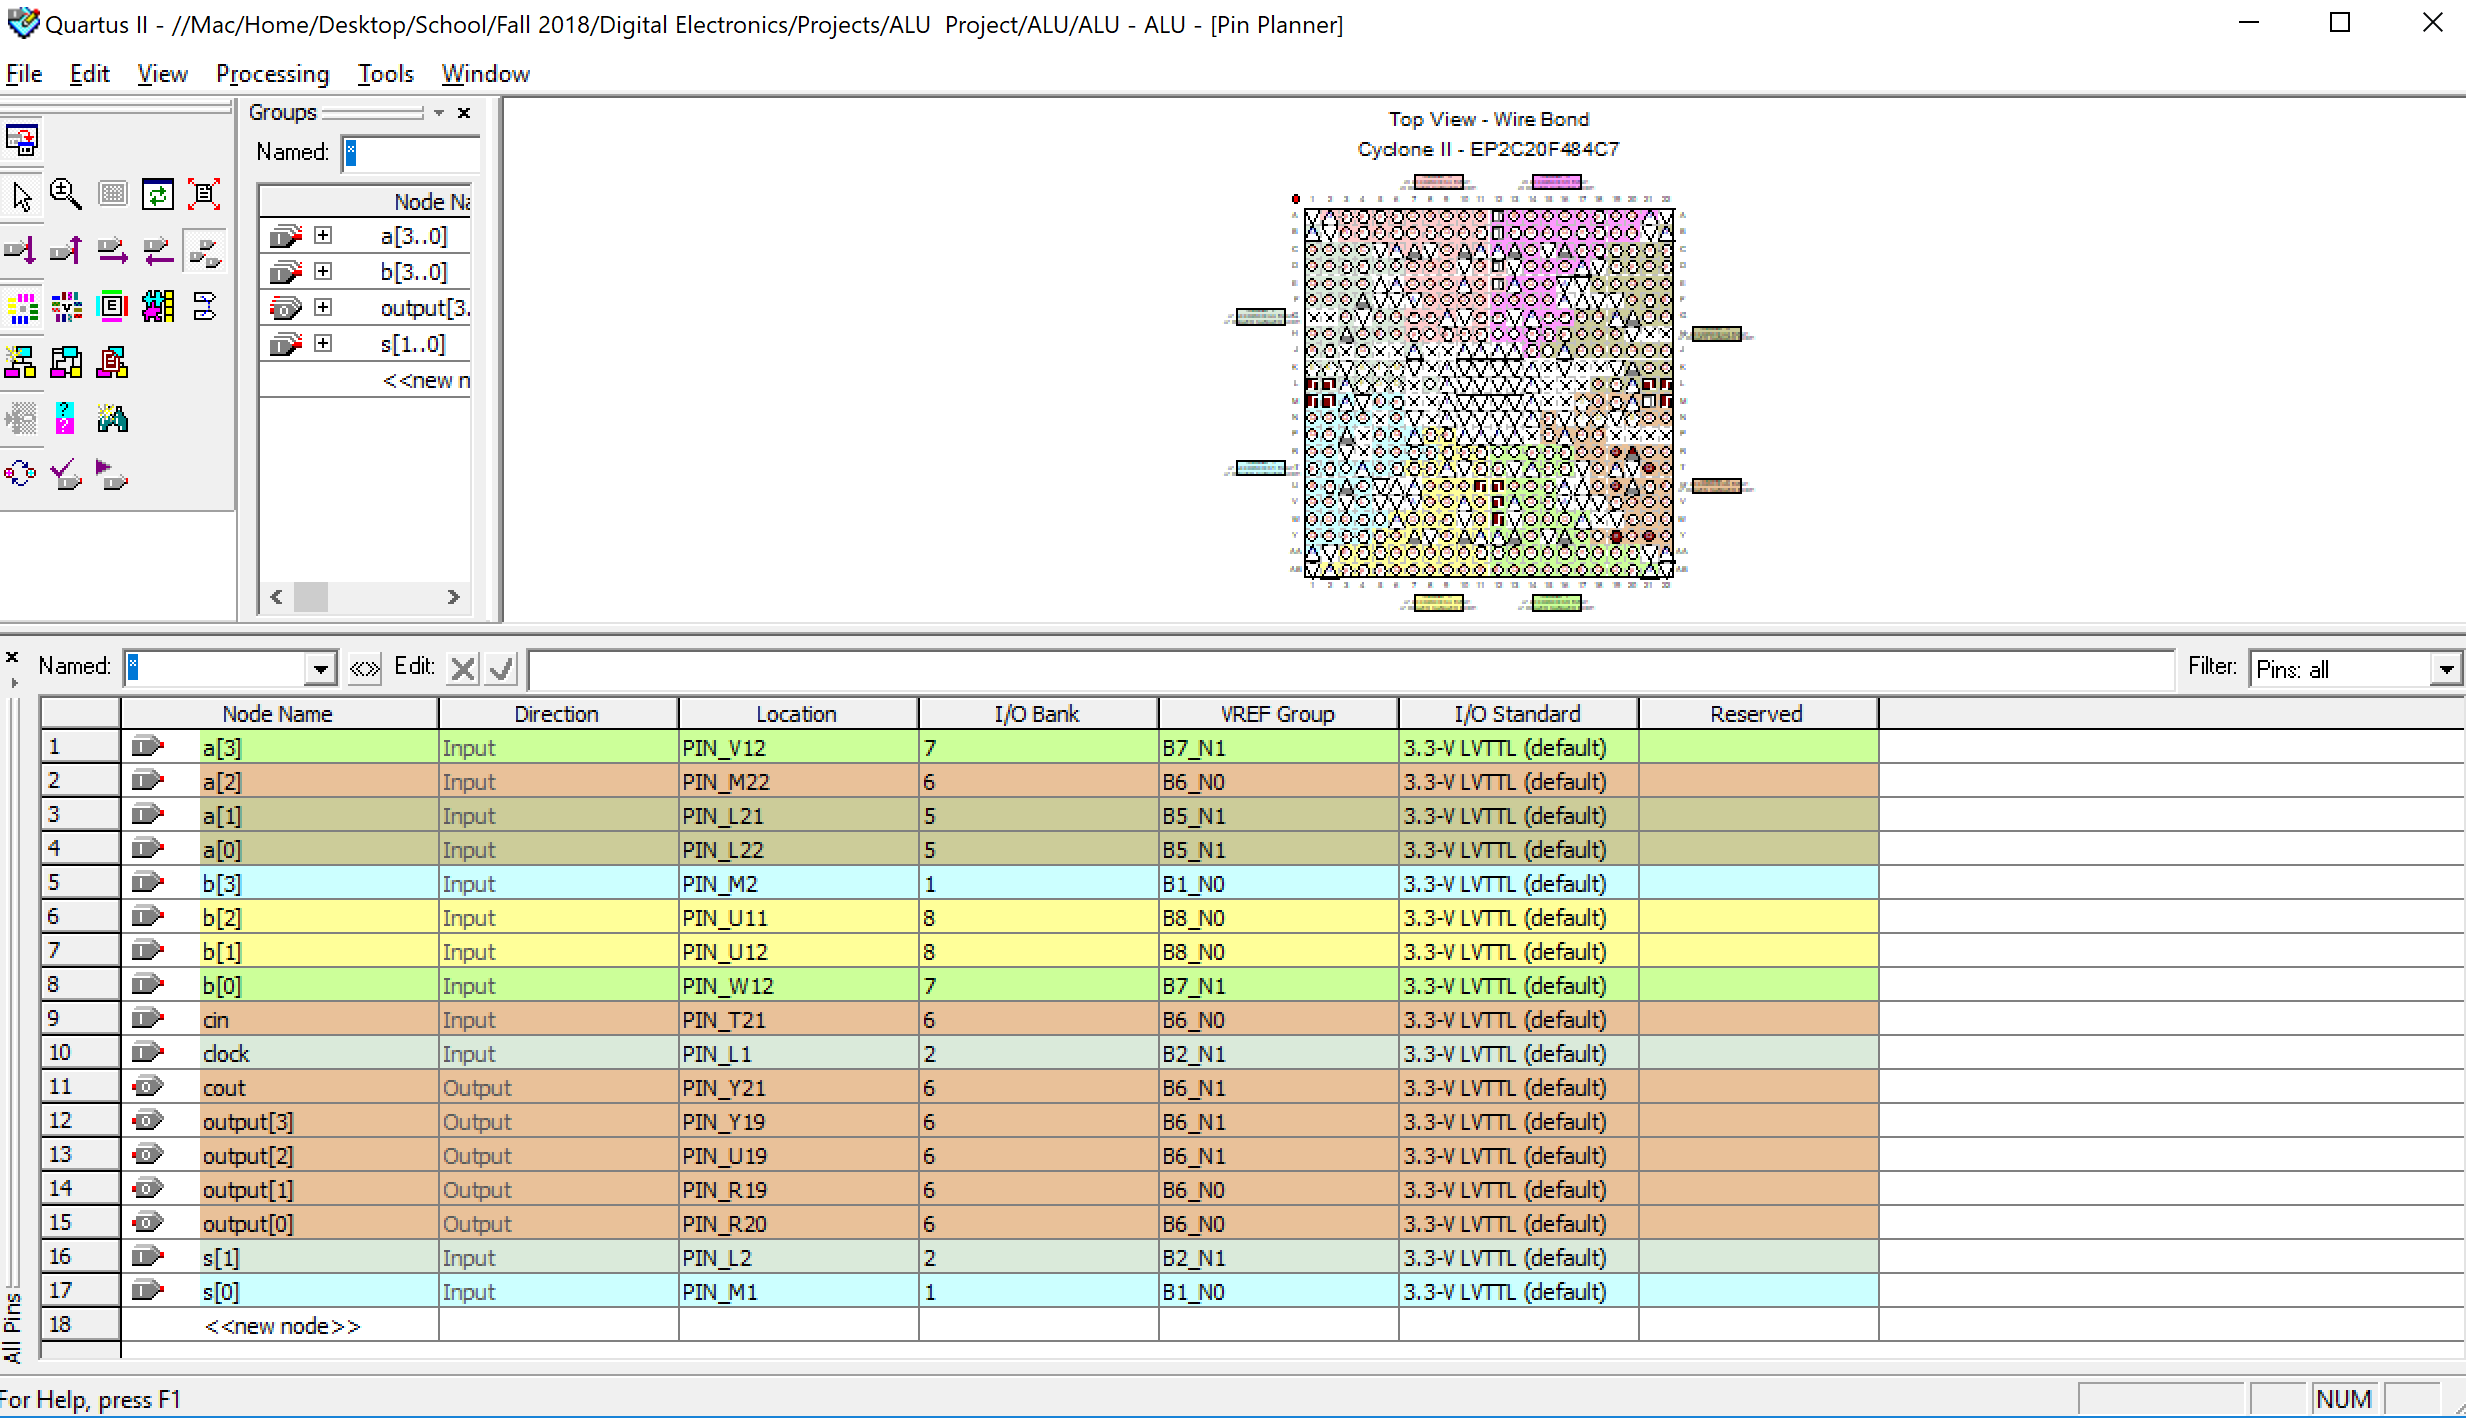 Quartus II - //Mac/Home/Desktop/School/Fall 2018/Digital Electronics/Projects/ALU  Project/ALU/ALU - ALU - [Pin Planner]
File Edit View Processing Tools Window
Groups
Named: *
Node Na
a[3..0]
b[3..0]
output[3.
s[1..0]
<<new n
Top View - Wire Bond
Cyclone II - EP2C20F484C7
Named: * <<>> Edit: Filter: Pins: all
Node Name Direction Location I/O Bank VREF Group I/O Standard Reserved
1 a[3] Input PIN_V12 7 B7_N1 3.3-V LVTTL (default)
2 a[2] Input PIN_M22 6 B6_N0 3.3-V LVTTL (default)
3 a[1] Input PIN_L21 5 B5_N1 3.3-V LVTTL (default)
4 a[0] Input PIN_L22 5 B5_N1 3.3-V LVTTL (default)
5 b[3] Input PIN_M2 1 B1_N0 3.3-V LVTTL (default)
6 b[2] Input PIN_U11 8 B8_N0 3.3-V LVTTL (default)
7 b[1] Input PIN_U12 8 B8_N0 3.3-V LVTTL (default)
8 b[0] Input PIN_W12 7 B7_N1 3.3-V LVTTL (default)
9 cin Input PIN_T21 6 B6_N0 3.3-V LVTTL (default)
10 clock Input PIN_L1 2 B2_N1 3.3-V LVTTL (default)
11 cout Output PIN_Y21 6 B6_N1 3.3-V LVTTL (default)
12 output[3] Output PIN_Y19 6 B6_N1 3.3-V LVTTL (default)
13 output[2] Output PIN_U19 6 B6_N1 3.3-V LVTTL (default)
14 output[1] Output PIN_R19 6 B6_N0 3.3-V LVTTL (default)
15 output[0] Output PIN_R20 6 B6_N0 3.3-V LVTTL (default)
16 s[1] Input PIN_L2 2 B2_N1 3.3-V LVTTL (default)
17 s[0] Input PIN_M1 1 B1_N0 3.3-V LVTTL (default)
18 <<new node>>
All Pins
For Help, press F1
NUM